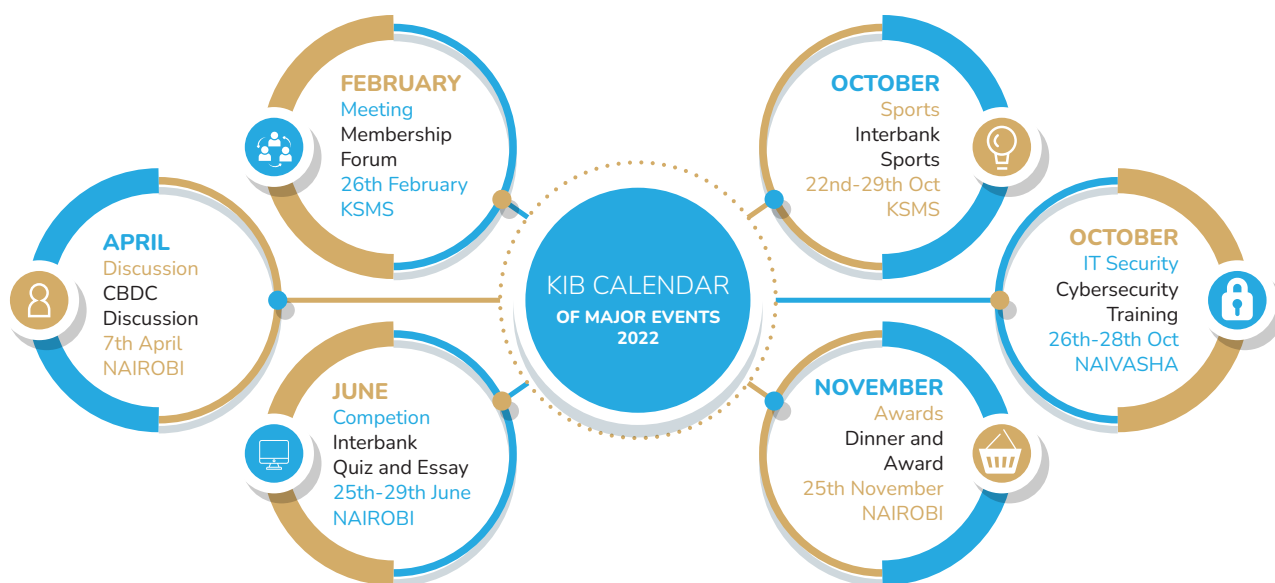 KIB CALENDAR
OF MAJOR EVENTS
2022
FEBRUARY
Meeting
Membership
Forum
26th February
KSMS
APRIL
Discussion
CBDC
Discussion
7th April
NAIROBI
JUNE
Competion
Interbank
Quiz and Essay
25th-29th June
NAIROBI
OCTOBER
Sports
Interbank
Sports
22nd-29th Oct
KSMS
OCTOBER
IT Security
Cybersecurity
Training
26th-28th Oct
NAIVASHA
NOVEMBER
Awards
Dinner and
Award
25th November
NAIROBI